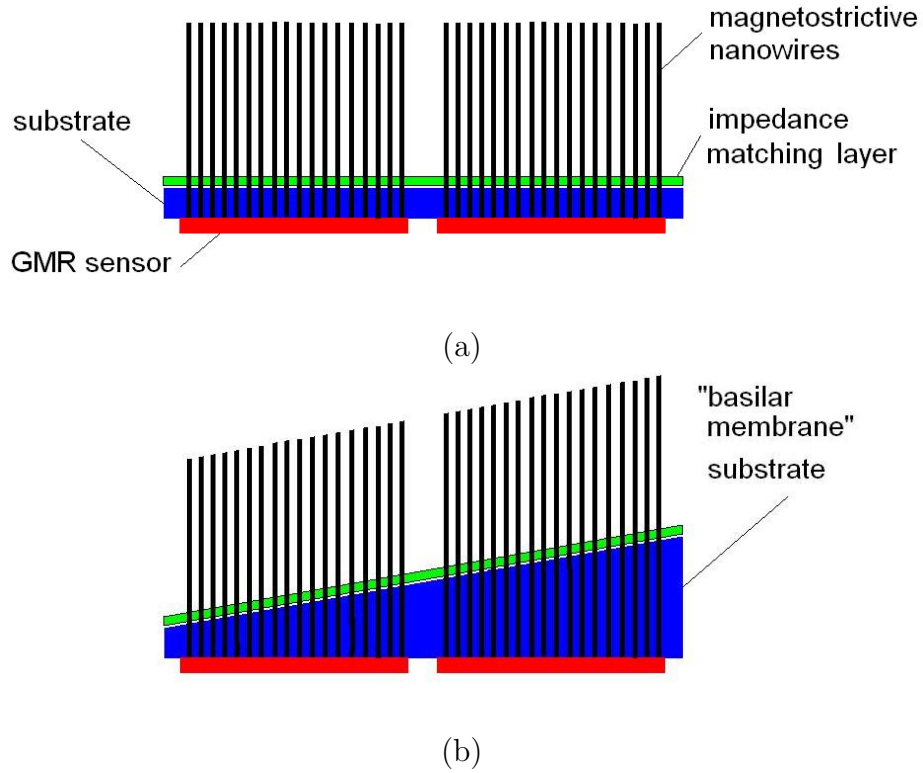 magnetostrictive
nanowires
substrate
impedance
matching layer
GMR sensor
(a)
"basilar
membrane"
substrate
(b)